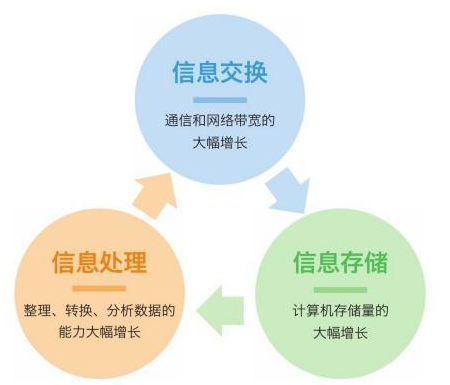 信息交换
通信和网络带宽的
大幅增长
信息处理
整理、转换、分析数据的
能力大幅增长
信息存储
计算机存储量的
大幅增长